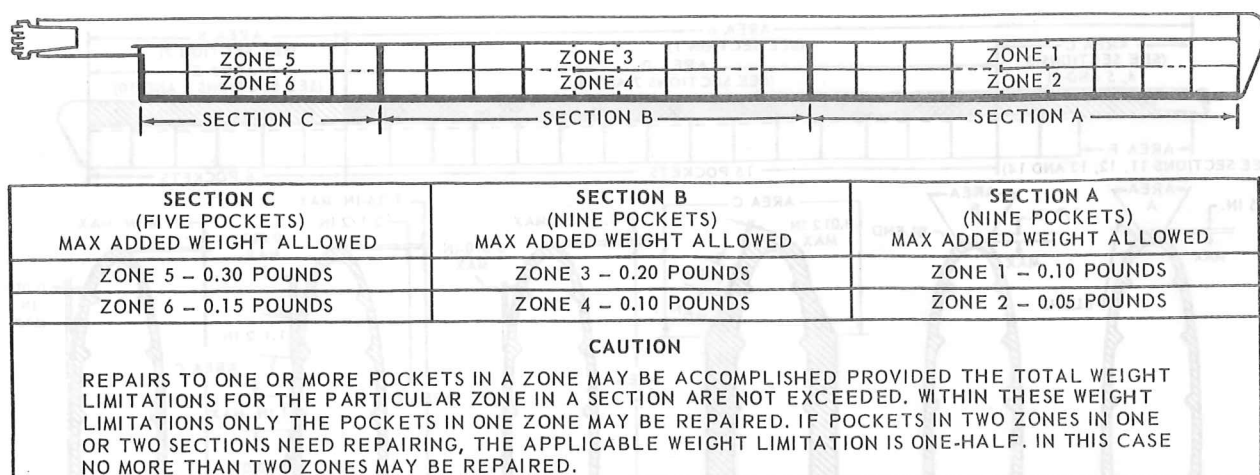 ZONE 5
ZONE 3
ZONE 1
ZONE 6
ZONE 4
ZONE 2
SECTION C
SECTION B
SECTION A
SECTION C
(FIVE POCKETS)
MAX ADDED WEIGHT ALLOWED
SECTION B
(NINE POCKETS)
MAX ADDED WEIGHT ALLOWED
SECTION A
(NINE POCKETS)
MAX ADDED WEIGHT ALLOWED
ZONE 5 – 0.30 POUNDS
ZONE 3 – 0.20 POUNDS
ZONE 1 – 0.10 POUNDS
ZONE 6 – 0.15 POUNDS
ZONE 4 – 0.10 POUNDS
ZONE 2 – 0.05 POUNDS
CAUTION
REPAIRS TO ONE OR MORE POCKETS IN A ZONE MAY BE ACCOMPLISHED PROVIDED THE TOTAL WEIGHT
LIMITATIONS FOR THE PARTICULAR ZONE IN A SECTION ARE NOT EXCEEDED. WITHIN THESE WEIGHT
LIMITATIONS ONLY THE POCKETS IN ONE ZONE MAY BE REPAIRED. IF POCKETS IN TWO ZONES IN ONE
OR TWO SECTIONS NEED REPAIRING, THE APPLICABLE WEIGHT LIMITATION IS ONE-HALF. IN THIS CASE
NO MORE THAN TWO ZONES MAY BE REPAIRED.